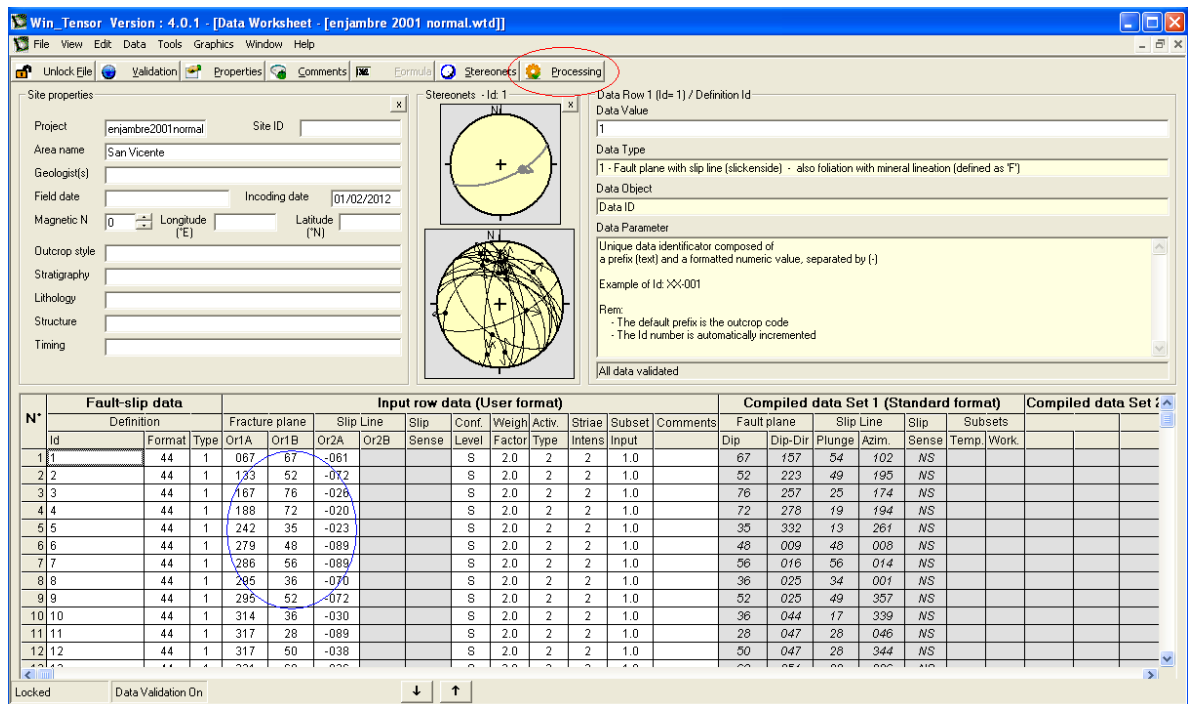 Win_Tensor Version : 4.0.1 - [Data Worksheet - [enjambre 2001 normal.wtd]]
File View Edit Data Tools Graphics Window Help
Unlock File Validation Properties Comments Formula Stereonets Processing
Site properties
x
Project enjambre2001normal Site ID
Area name San Vicente
Geologist(s)
Field date Incoding date 01/02/2012
Magnetic N 0 Longitude (°E) Latitude (°N)
Outcrop style
Stratigraphy
Lithology
Structure
Timing
Stereonets - Id: 1
x
N
N
Data Row 1 (Id= 1) / Definition Id
Data Value
1
Data Type
1 - Fault plane with slip line (slickenside) - also foliation with mineral lineation (defined as 'F')
Data Object
Data ID
Data Parameter
Unique data identificator composed of
a prefix (text) and a formatted numeric value, separated by (-)
Example of Id: XX-001
Rem:
- The default prefix is the outcrop code
- The Id number is automatically incremented
All data validated
N° Fault-slip data Input row data (User format) Compiled data Set 1 (Standard format) Compiled data Set 2
Definition Fracture plane Slip Line Slip Conf. Weigh Activ. Striae Subset Comments Fault plane Slip Line Slip Subsets
Id Format Type Or1A Or1B Or2A Or2B Sense Level Factor Type Intens Input Dip Dip-Dir Plunge Azim. Sense Temp. Work.
1 1 44 1 067 67 -061 S 2.0 2 2 1.0 67 157 54 102 NS
2 2 44 1 133 52 -072 S 2.0 2 2 1.0 52 223 49 195 NS
3 3 44 1 167 76 -026 S 2.0 2 2 1.0 76 257 25 174 NS
4 4 44 1 188 72 -020 S 2.0 2 2 1.0 72 278 19 194 NS
5 5 44 1 242 35 -023 S 2.0 2 2 1.0 35 332 13 261 NS
6 6 44 1 279 48 -089 S 2.0 2 2 1.0 48 009 48 008 NS
7 7 44 1 286 56 -089 S 2.0 2 2 1.0 56 016 56 014 NS
8 8 44 1 295 36 -070 S 2.0 2 2 1.0 36 025 34 001 NS
9 9 44 1 295 52 -072 S 2.0 2 2 1.0 52 025 49 357 NS
10 10 44 1 314 36 -030 S 2.0 2 2 1.0 36 044 17 339 NS
11 11 44 1 317 28 -089 S 2.0 2 2 1.0 28 047 28 046 NS
12 12 44 1 317 50 -038 S 2.0 2 2 1.0 50 047 28 344 NS
Locked Data Validation On